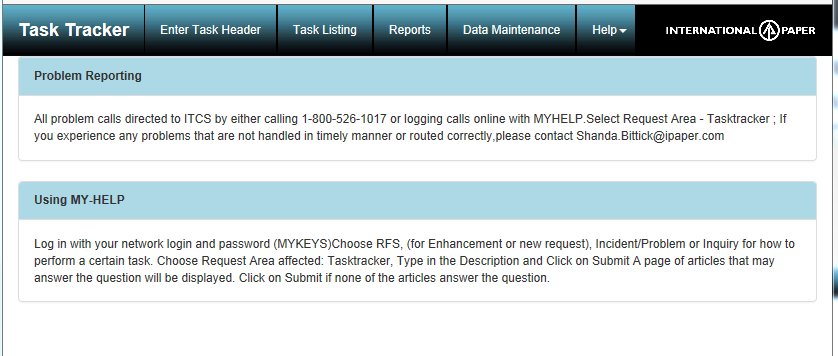 Task Tracker Enter Task Header Task Listing Reports Data Maintenance Help INTERNATIONAL PAPER
Problem Reporting
All problem calls directed to ITCS by either calling 1-800-526-1017 or logging calls online with MYHELP.Select Request Area - Tasktracker ; If
you experience any problems that are not handled in timely manner or routed correctly,please contact Shanda.Bittick@ipaper.com
Using MY-HELP
Log in with your network login and password (MYKEYS)Choose RFS, (for Enhancement or new request), Incident/Problem or Inquiry for how to
perform a certain task. Choose Request Area affected: Tasktracker, Type in the Description and Click on Submit A page of articles that may
answer the question will be displayed. Click on Submit if none of the articles answer the question.